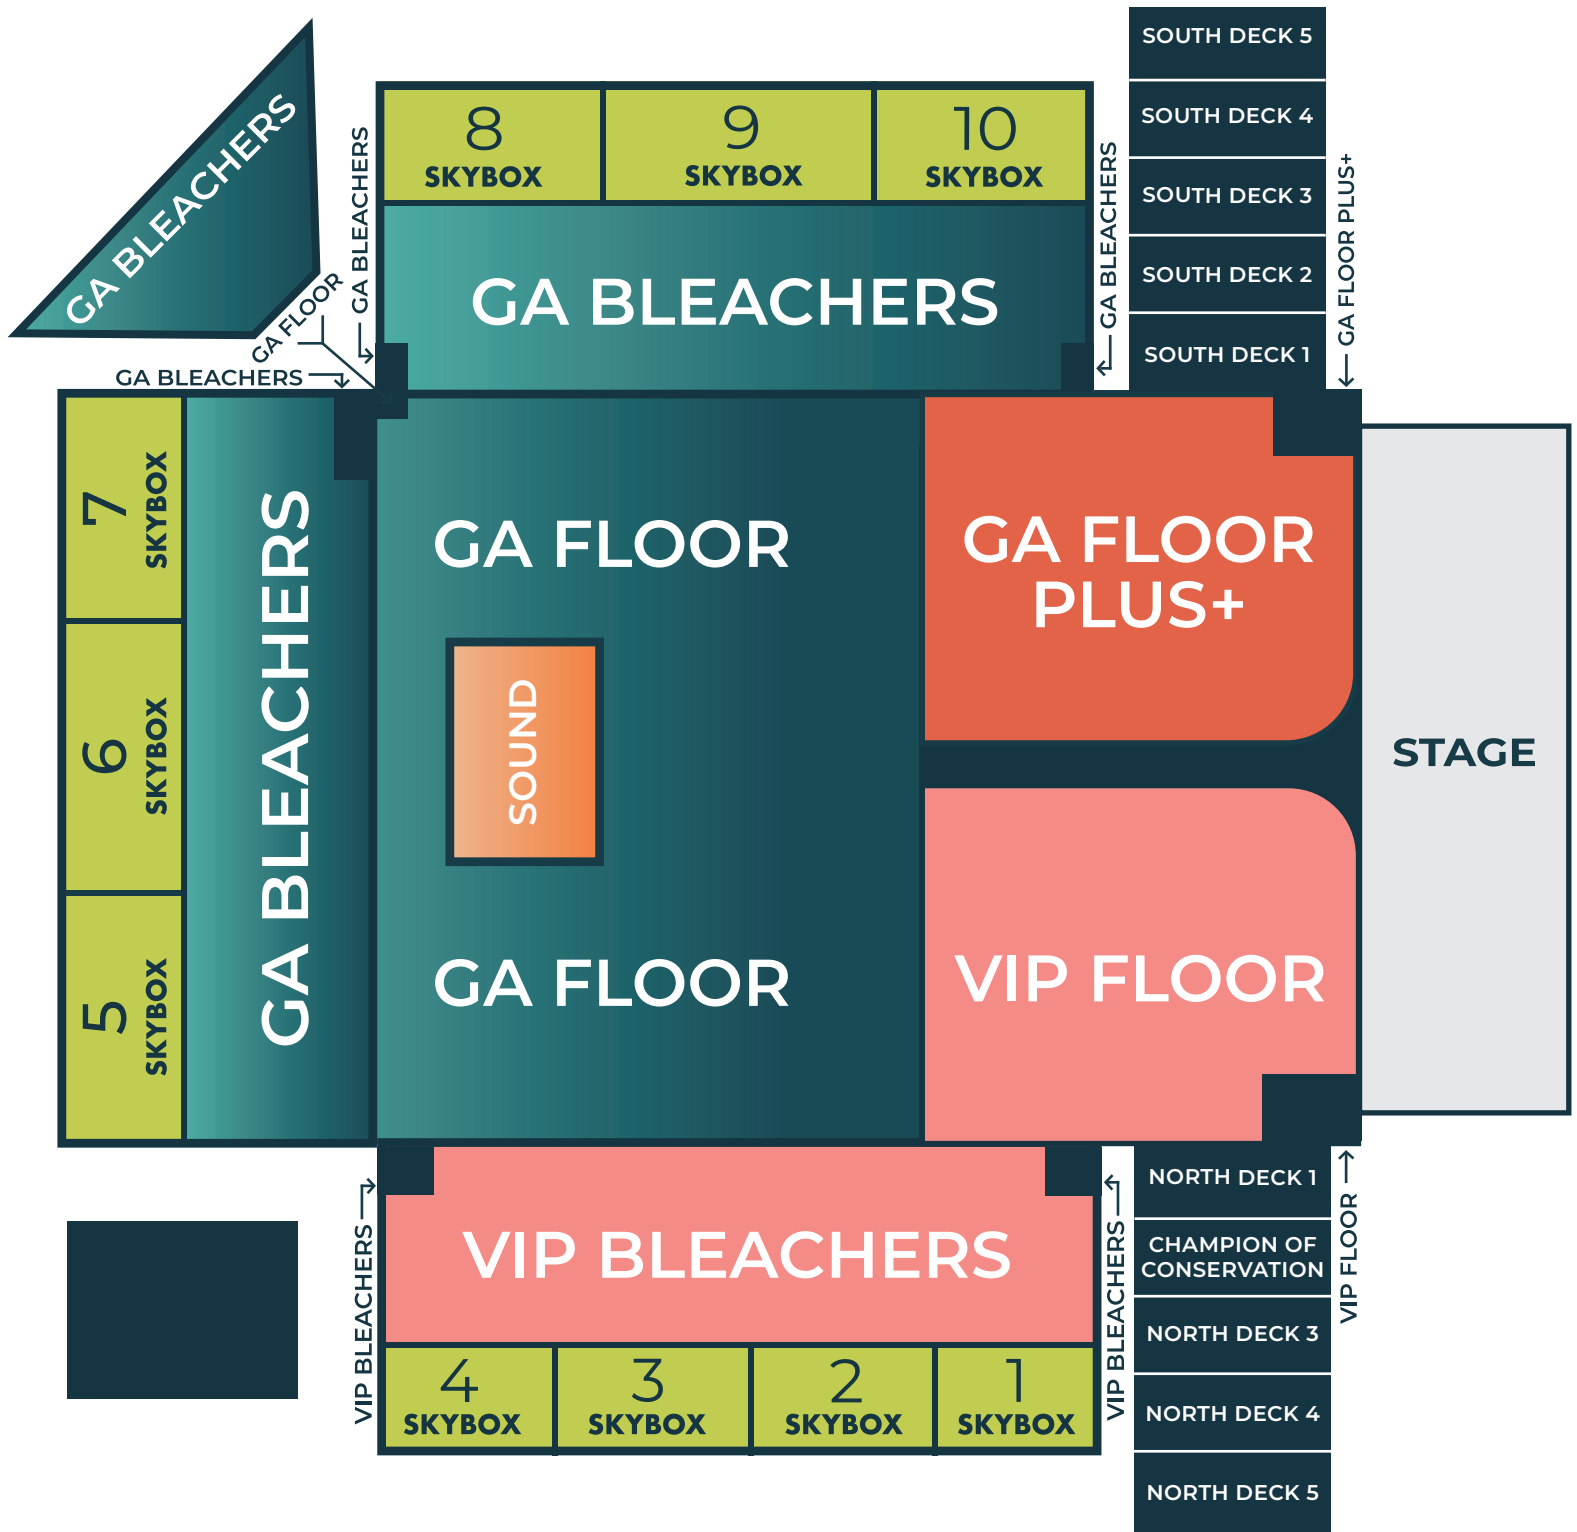 SOUTH DECK 5
SOUTH DECK 4
SOUTH DECK 3
SOUTH DECK 2
SOUTH DECK 1
GA FLOOR PLUS+
GA BLEACHERS
GA FLOOR
GA BLEACHERS
GA BLEACHERS
8
SKYBOX
9
SKYBOX
10
SKYBOX
GA BLEACHERS
GA BLEACHERS
7
SKYBOX
6
SKYBOX
5
SKYBOX
GA BLEACHERS
GA FLOOR
SOUND
GA FLOOR
GA FLOOR
PLUS+
VIP FLOOR
STAGE
VIP BLEACHERS
VIP BLEACHERS
VIP BLEACHERS
4
SKYBOX
3
SKYBOX
2
SKYBOX
1
SKYBOX
NORTH DECK 1
CHAMPION OF
CONSERVATION
NORTH DECK 3
NORTH DECK 4
NORTH DECK 5
VIP FLOOR